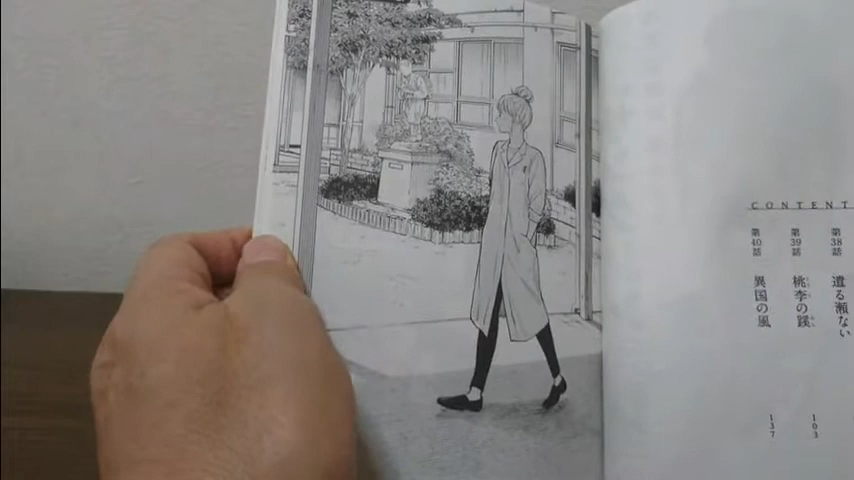 CONTENT
第38話 遣る瀬ない
第39話 桃李の蹊 103
第40話 異国の風 137